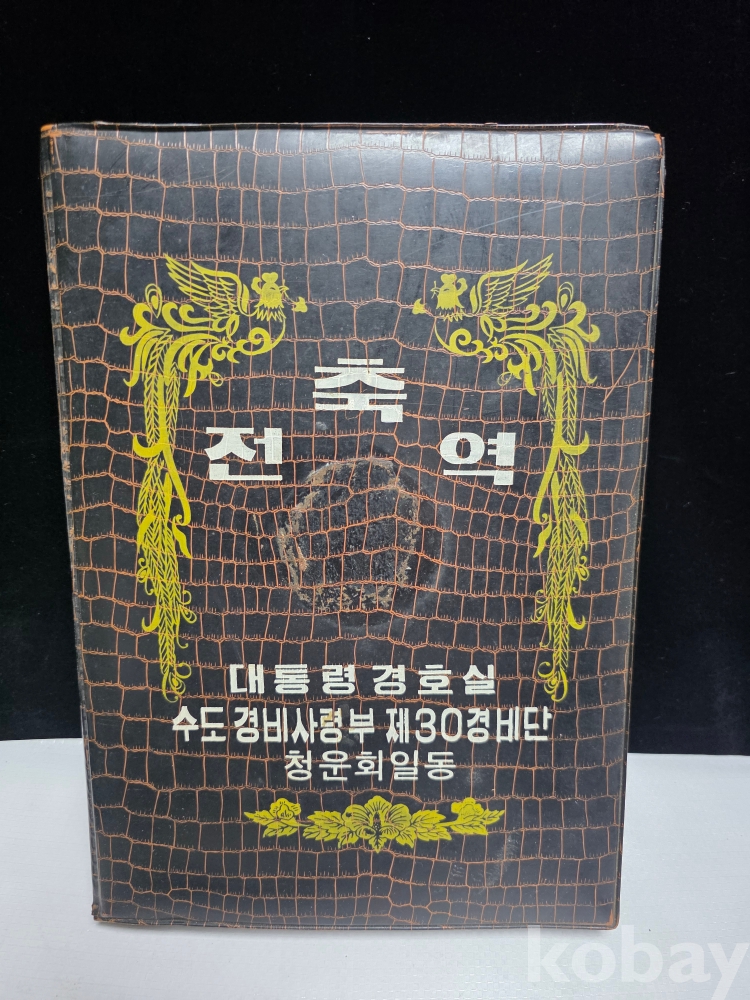 축
전 역
대통령 경호실
수도 경비사령부 제30경비단
청운회일동
kobay